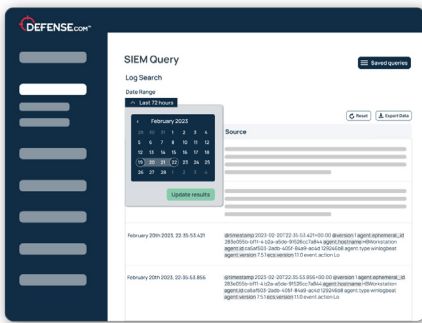 DEFENSE.COM™
SIEM Query
Saved queries
Log Search
Date Range
Last 72 hours
Reset
Export Data
February 2023
29 30 31 1 2 3 4
5 6 7 8 9 10 11
12 13 14 15 16 17 18
19 20 21 22 23 24 25
26 27 28 1 2 3 4
Update results
Source
February 20th 2023, 22:35:53.421
@timestamp 2023-02-20T22:35:53.421+00:00 @version 1 agent.ephemeral_id
agent.hostname
agent.id agent.type winlogbeat
agent.version 7.5.1 ecs.version 1.1.0 event.action Lo
February 20th 2023, 22:35:53.856
@timestamp 2023-02-20T22:35:53.856+00:00 @version 1 agent.ephemeral_id
agent.hostname
agent.id agent.type winlogbeat
agent.version 7.5.1 ecs.version 1.1.0 event.action Lo